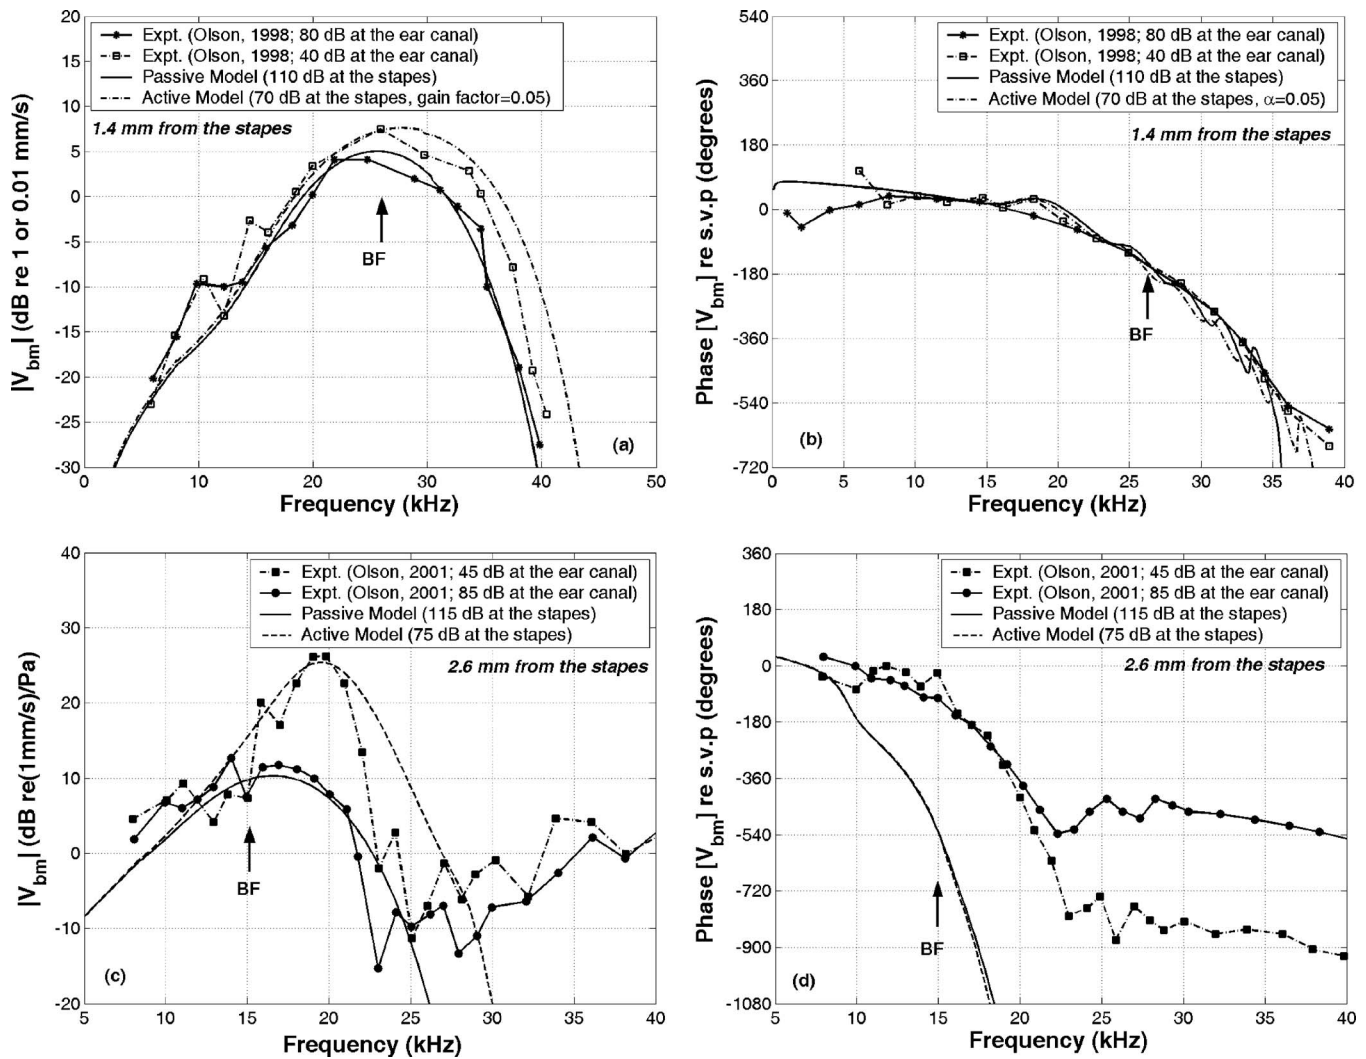 |V_bm| (dB re 1 or 0.01 mm/s)
20
15
10
5
0
-5
-10
-15
-20
-25
-30
Expt. (Olson, 1998; 80 dB at the ear canal)
Expt. (Olson, 1998; 40 dB at the ear canal)
Passive Model (110 dB at the stapes)
Active Model (70 dB at the stapes, gain factor=0.05)
1.4 mm from the stapes
BF
(a)
0 10 20 30 40 50
Frequency (kHz)
Phase [V_bm] re s.v.p (degrees)
540
360
180
0
-180
-360
-540
-720
Expt. (Olson, 1998; 80 dB at the ear canal)
Expt. (Olson, 1998; 40 dB at the ear canal)
Passive Model (110 dB at the stapes)
Active Model (70 dB at the stapes, α=0.05)
1.4 mm from the stapes
BF
(b)
0 5 10 15 20 25 30 35 40
Frequency (kHz)
|V_bm| (dB re(1mm/s)/Pa)
40
30
20
10
0
-10
-20
Expt. (Olson, 2001; 45 dB at the ear canal)
Expt. (Olson, 2001; 85 dB at the ear canal)
Passive Model (115 dB at the stapes)
Active Model (75 dB at the stapes)
2.6 mm from the stapes
BF
(c)
5 10 15 20 25 30 35 40
Frequency (kHz)
Phase [V_bm] re s.v.p (degrees)
360
180
0
-180
-360
-540
-720
-900
-1080
Expt. (Olson, 2001; 45 dB at the ear canal)
Expt. (Olson, 2001; 85 dB at the ear canal)
Passive Model (115 dB at the stapes)
Active Model (75 dB at the stapes)
2.6 mm from the stapes
BF
(d)
5 10 15 20 25 30 35 40
Frequency (kHz)